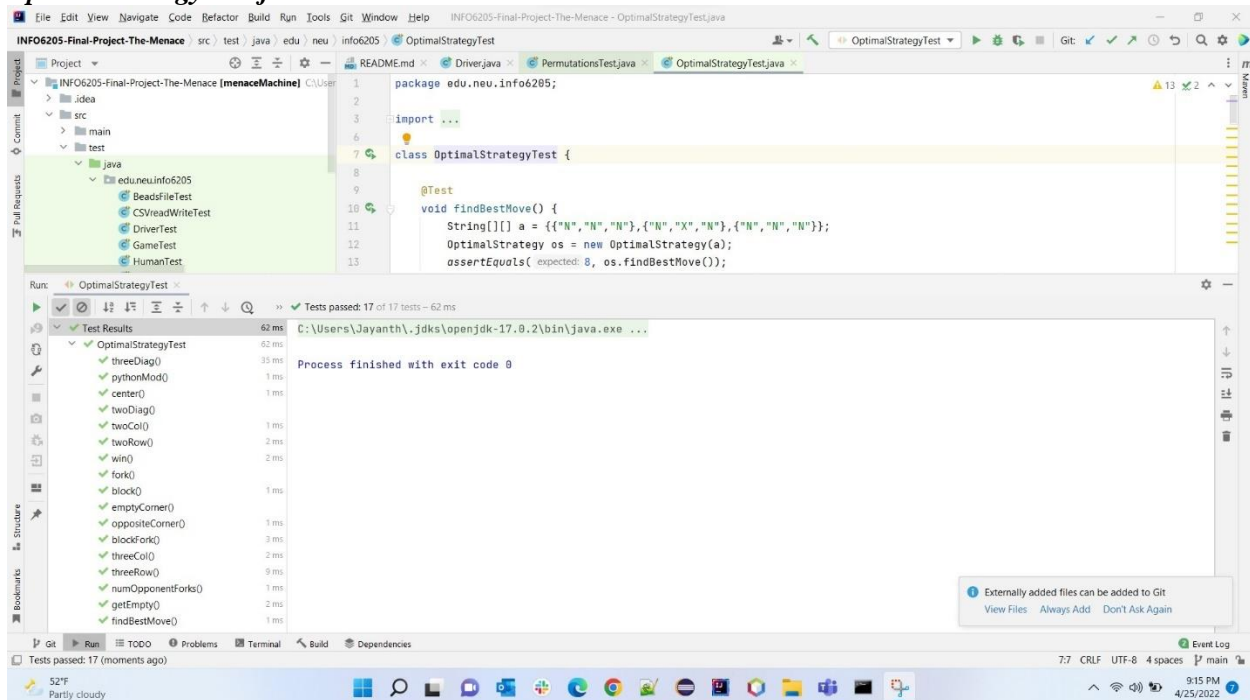 File Edit View Navigate Code Refactor Build Run Tools Git Window Help INFO6205-Final-Project-The-Menace - OptimalStrategyTest.java
INFO6205-Final-Project-The-Menace src test java edu neu info6205 OptimalStrategyTest OptimalStrategyTest Git:
Project README.md Driver.java PermutationsTest.java OptimalStrategyTest.java
INFO6205-Final-Project-The-Menace [menaceMachine] C:\User
.idea
src
main
test
java
edu.neu.info6205
BeadsFileTest
CSVreadWriteTest
DriverTest
GameTest
HumanTest
1 package edu.neu.info6205;
2
3 import ...
6
7 class OptimalStrategyTest {
8
9 @Test
10 void findBestMove() {
11 String[][] a = {{"N","N","N"},{"N","X","N"},{"N","N","N"}};
12 OptimalStrategy os = new OptimalStrategy(a);
13 assertEquals( expected: 8, os.findBestMove());
13 2
Project
Commit
Pull Requests
Maven
Run: OptimalStrategyTest
» Tests passed: 17 of 17 tests – 62 ms
Test Results 62 ms
OptimalStrategyTest 62 ms
threeDiag() 35 ms
pythonMod() 1 ms
center() 1 ms
twoDiag()
twoCol() 1 ms
twoRow() 2 ms
win() 2 ms
fork()
block() 1 ms
emptyCorner()
oppositeCorner() 1 ms
blockFork() 3 ms
threeCol() 2 ms
threeRow() 9 ms
numOpponentForks() 1 ms
getEmpty() 2 ms
findBestMove() 1 ms
C:\Users\Jayanth\.jdks\openjdk-17.0.2\bin\java.exe ...
Process finished with exit code 0
Structure
Bookmarks
Externally added files can be added to Git
View Files Always Add Don't Ask Again
Git Run TODO Problems Terminal Build Dependencies Event Log
Tests passed: 17 (moments ago) 7:7 CRLF UTF-8 4 spaces main
52°F
Partly cloudy
9:15 PM
4/25/2022
7